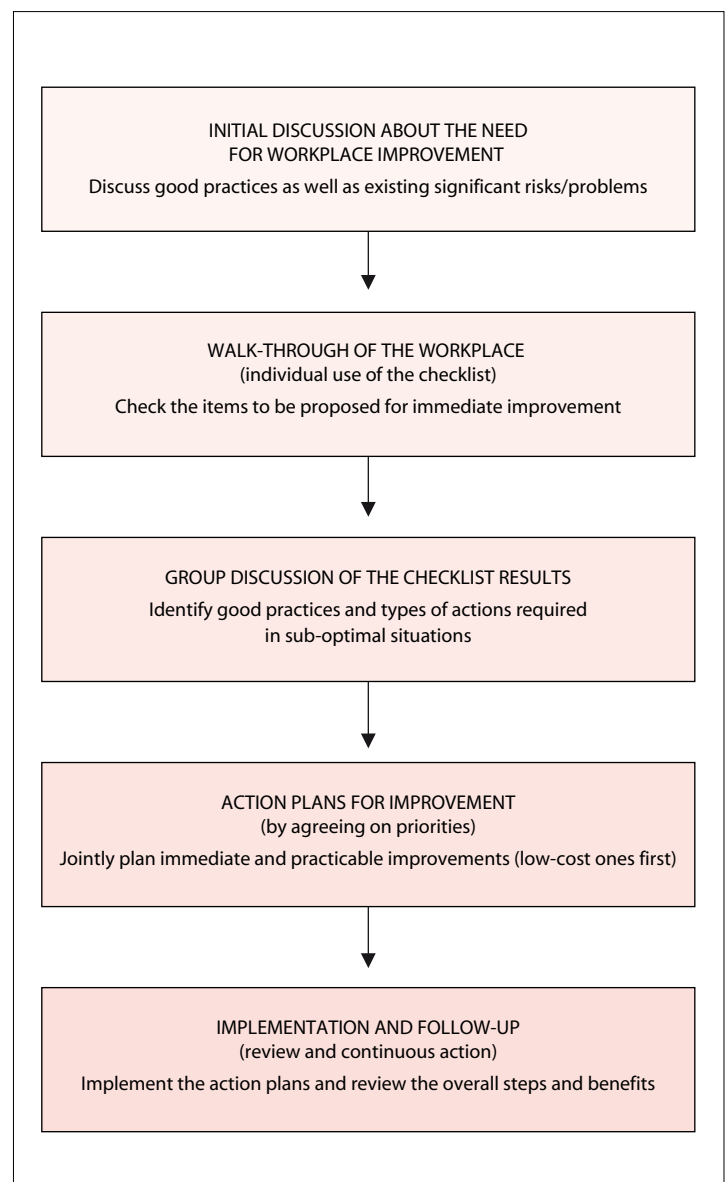 INITIAL DISCUSSION ABOUT THE NEED
FOR WORKPLACE IMPROVEMENT
Discuss good practices as well as existing significant risks/problems
WALK-THROUGH OF THE WORKPLACE
(individual use of the checklist)
Check the items to be proposed for immediate improvement
GROUP DISCUSSION OF THE CHECKLIST RESULTS
Identify good practices and types of actions required
in sub-optimal situations
ACTION PLANS FOR IMPROVEMENT
(by agreeing on priorities)
Jointly plan immediate and practicable improvements (low-cost ones first)
IMPLEMENTATION AND FOLLOW-UP
(review and continuous action)
Implement the action plans and review the overall steps and benefits